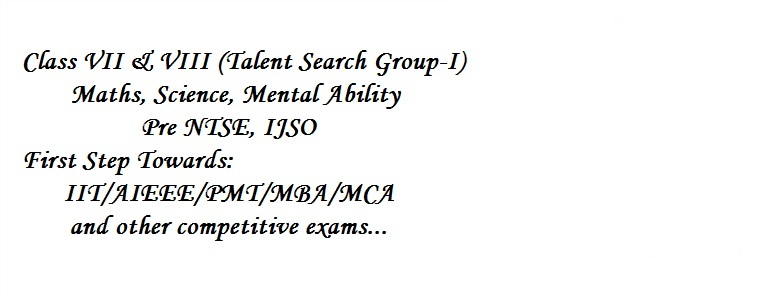 Class VII & VIII (Talent Search Group-I)
Maths, Science, Mental Ability
Pre NTSE, IJSO
First Step Towards:
IIT/AIEEE/PMT/MBA/MCA
and other competitive exams...